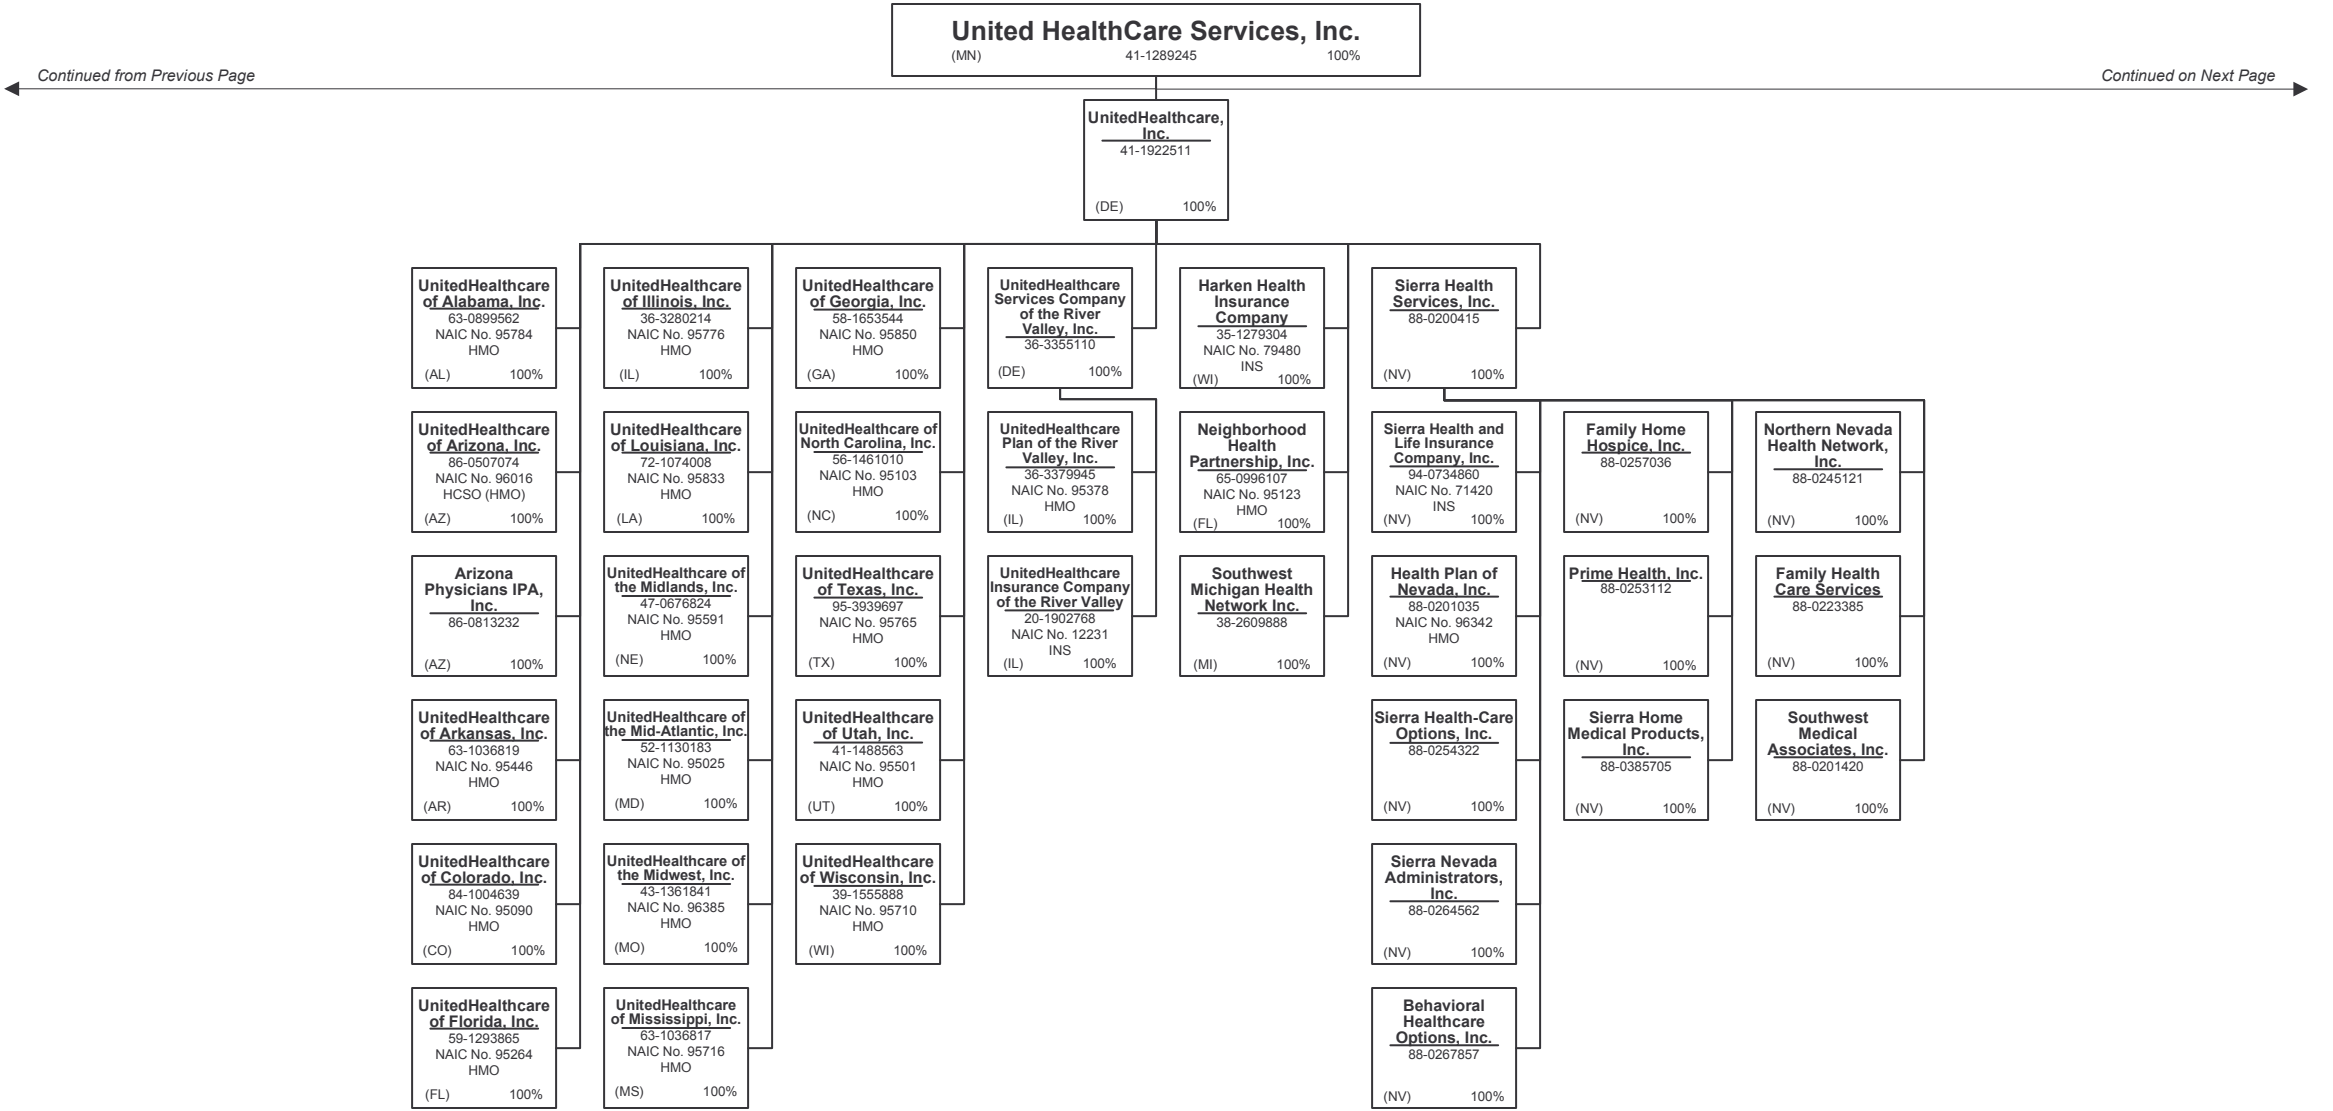 United HealthCare Services, Inc.
(MN) 41-1289245 100%
Continued from Previous Page
Continued on Next Page
UnitedHealthcare,
Inc.
41-1922511
(DE) 100%
UnitedHealthcare
of Alabama, Inc.
63-0899562
NAIC No. 95784
HMO
(AL) 100%
UnitedHealthcare
of Illinois, Inc.
36-3280214
NAIC No. 95776
HMO
(IL) 100%
UnitedHealthcare
of Georgia, Inc.
58-1653544
NAIC No. 95850
HMO
(GA) 100%
UnitedHealthcare
Services Company
of the River
Valley, Inc.
36-3355110
(DE) 100%
Harken Health
Insurance
Company
35-1279304
NAIC No. 79480
INS
(WI) 100%
Sierra Health
Services, Inc.
88-0200415
(NV) 100%
UnitedHealthcare
of Arizona, Inc.
86-0507074
NAIC No. 96016
HCSO (HMO)
(AZ) 100%
UnitedHealthcare
of Louisiana, Inc.
72-1074008
NAIC No. 95833
HMO
(LA) 100%
UnitedHealthcare of
North Carolina, Inc.
56-1461010
NAIC No. 95103
HMO
(NC) 100%
UnitedHealthcare
Plan of the River
Valley, Inc.
36-3379945
NAIC No. 95378
HMO
(IL) 100%
Neighborhood
Health
Partnership, Inc.
65-0996107
NAIC No. 95123
HMO
(FL) 100%
Sierra Health and
Life Insurance
Company, Inc.
94-0734860
NAIC No. 71420
INS
(NV) 100%
Family Home
Hospice, Inc.
88-0257036
(NV) 100%
Northern Nevada
Health Network,
Inc.
88-0245121
(NV) 100%
Arizona
Physicians IPA,
Inc.
86-0813232
(AZ) 100%
UnitedHealthcare of
the Midlands, Inc.
47-0676824
NAIC No. 95591
HMO
(NE) 100%
UnitedHealthcare
of Texas, Inc.
95-3939697
NAIC No. 95765
HMO
(TX) 100%
UnitedHealthcare
Insurance Company
of the River Valley
20-1902768
NAIC No. 12231
INS
(IL) 100%
Southwest
Michigan Health
Network Inc.
38-2609888
(MI) 100%
Health Plan of
Nevada, Inc.
88-0201035
NAIC No. 96342
HMO
(NV) 100%
Prime Health, Inc.
88-0253112
(NV) 100%
Family Health
Care Services
88-0223385
(NV) 100%
UnitedHealthcare
of Arkansas, Inc.
63-1036819
NAIC No. 95446
HMO
(AR) 100%
UnitedHealthcare of
the Mid-Atlantic, Inc.
52-1130183
NAIC No. 95025
HMO
(MD) 100%
UnitedHealthcare
of Utah, Inc.
41-1488563
NAIC No. 95501
HMO
(UT) 100%
Sierra Health-Care
Options, Inc.
88-0254322
(NV) 100%
Sierra Home
Medical Products,
Inc.
88-0385705
(NV) 100%
Southwest
Medical
Associates, Inc.
88-0201420
(NV) 100%
UnitedHealthcare
of Colorado, Inc.
84-1004639
NAIC No. 95090
HMO
(CO) 100%
UnitedHealthcare of
the Midwest, Inc.
43-1361841
NAIC No. 96385
HMO
(MO) 100%
UnitedHealthcare
of Wisconsin, Inc.
39-1555888
NAIC No. 95710
HMO
(WI) 100%
Sierra Nevada
Administrators,
Inc.
88-0264562
(NV) 100%
UnitedHealthcare
of Florida, Inc.
59-1293865
NAIC No. 95264
HMO
(FL) 100%
UnitedHealthcare
of Mississippi, Inc.
63-1036817
NAIC No. 95716
HMO
(MS) 100%
Behavioral
Healthcare
Options, Inc.
88-0267857
(NV) 100%